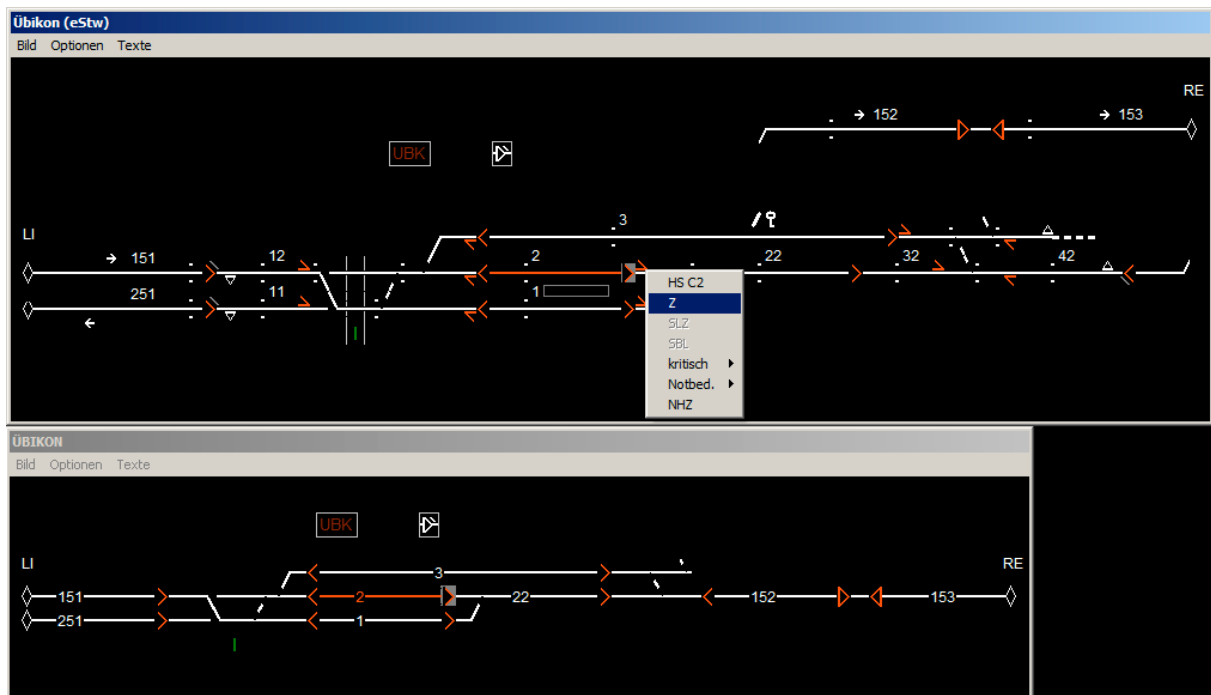 Übikon (eStw)
Bild Optionen Texte
RE
152 153
UBK
3
LI
151 12 2 22 32 42
251 11 1
HS C2
Z
SLZ
SBL
kritisch
Notbed.
NHZ
ÜBIKON
Bild Optionen Texte
UBK
LI RE
3
151 2 22 152 153
251 1